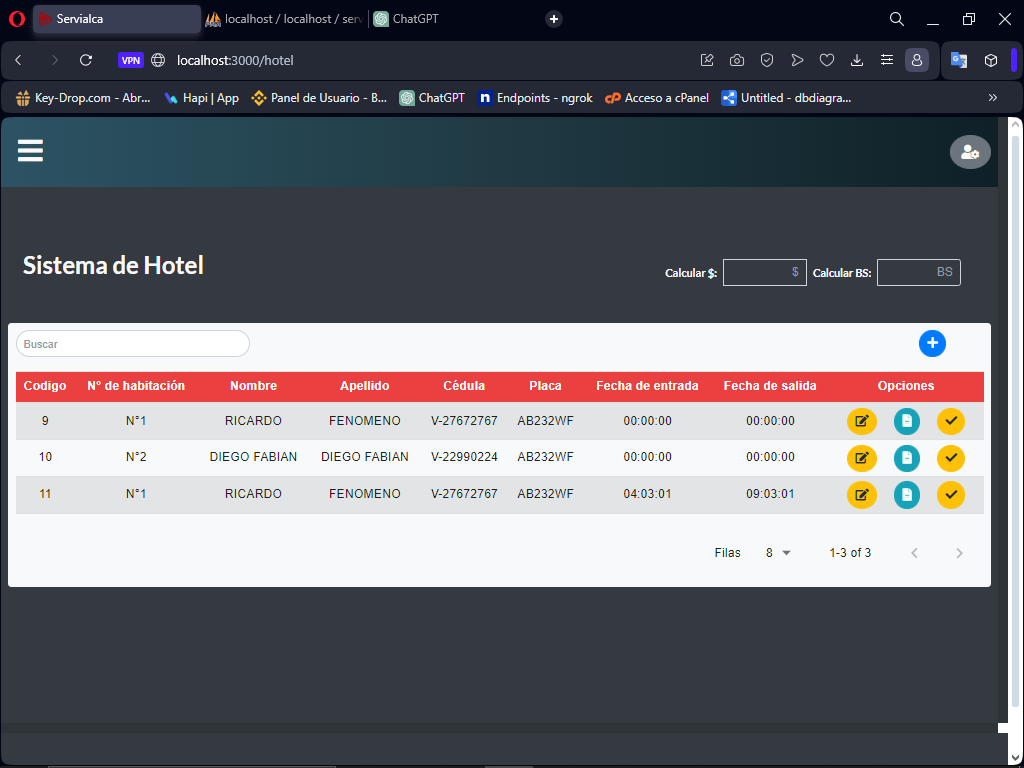 Servialca
localhost / localhost / serv
ChatGPT
VPN
localhost:3000/hotel
Key-Drop.com - Abr...
Hapi | App
Panel de Usuario - B...
ChatGPT
Endpoints - ngrok
Acceso a cPanel
Untitled - dbdiagra...
Sistema de Hotel
Calcular $: $ Calcular BS: BS
Buscar
Codigo N° de habitación Nombre Apellido Cédula Placa Fecha de entrada Fecha de salida Opciones
9 N°1 RICARDO FENOMENO V-27672767 AB232WF 00:00:00 00:00:00
10 N°2 DIEGO FABIAN DIEGO FABIAN V-22990224 AB232WF 00:00:00 00:00:00
11 N°1 RICARDO FENOMENO V-27672767 AB232WF 04:03:01 09:03:01
Filas 8 1-3 of 3